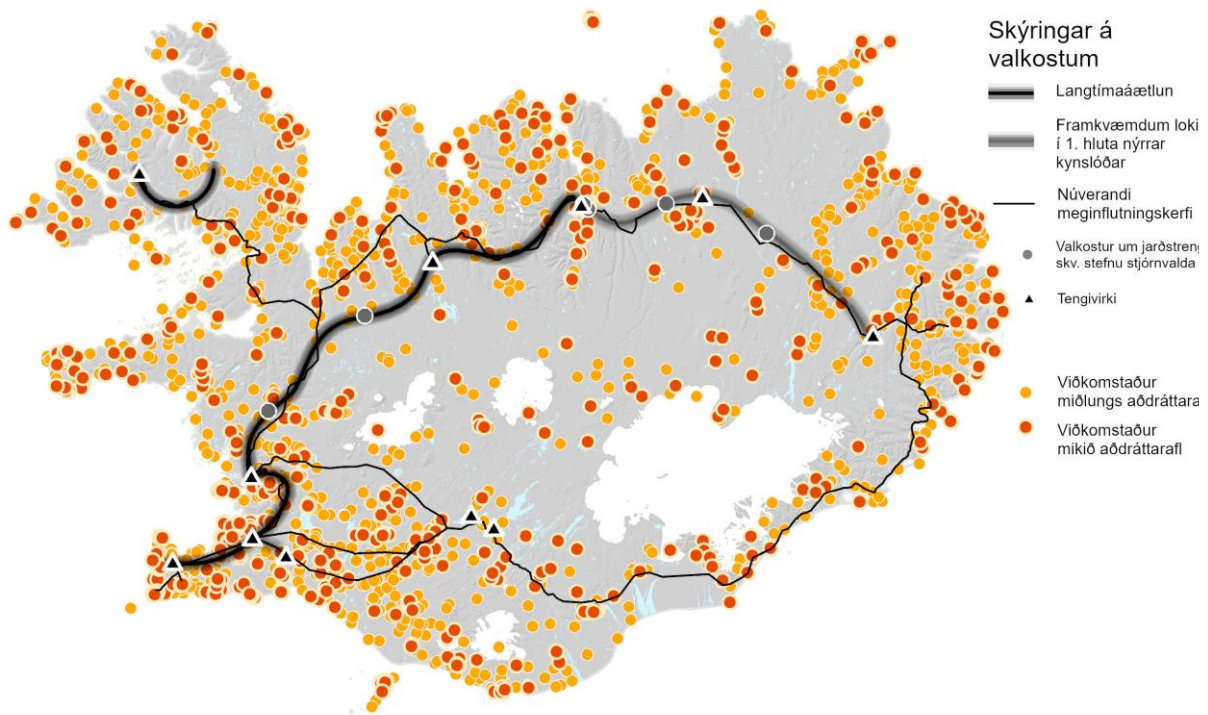 Skýringar á
valkostum
Langtímaáætlun
Framkvæmdum loki
í 1. hluta nýrrar
kynslóðar
Núverandi
meginflutningskerfi
Valkostur um jarðstreng
skv. stefnu stjórnvalda
Tengivirki
Viðkomstaður
miðlungs aðdráttara
Viðkomstaður
mikið aðdráttarafl